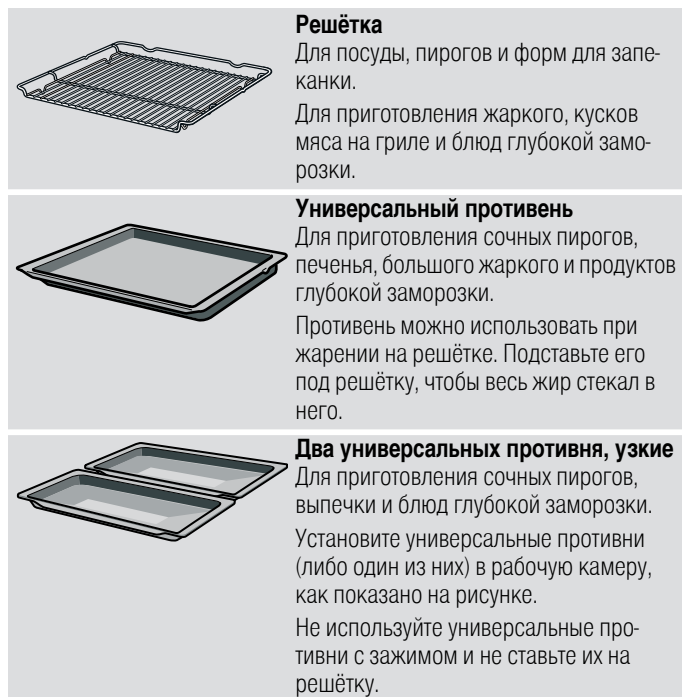 Решётка
Для посуды, пирогов и форм для запе-
канки.
Для приготовления жаркого, кусков
мяса на гриле и блюд глубокой замо-
розки.
Универсальный противень
Для приготовления сочных пирогов,
печенья, большого жаркого и продуктов
глубокой заморозки.
Противень можно использовать при
жарении на решётке. Подставьте его
под решётку, чтобы весь жир стекал в
него.
Два универсальных противня, узкие
Для приготовления сочных пирогов,
выпечки и блюд глубокой заморозки.
Установите универсальные противни
(либо один из них) в рабочую камеру,
как показано на рисунке.
Не используйте универсальные про-
тивни с зажимом и не ставьте их на
решётку.